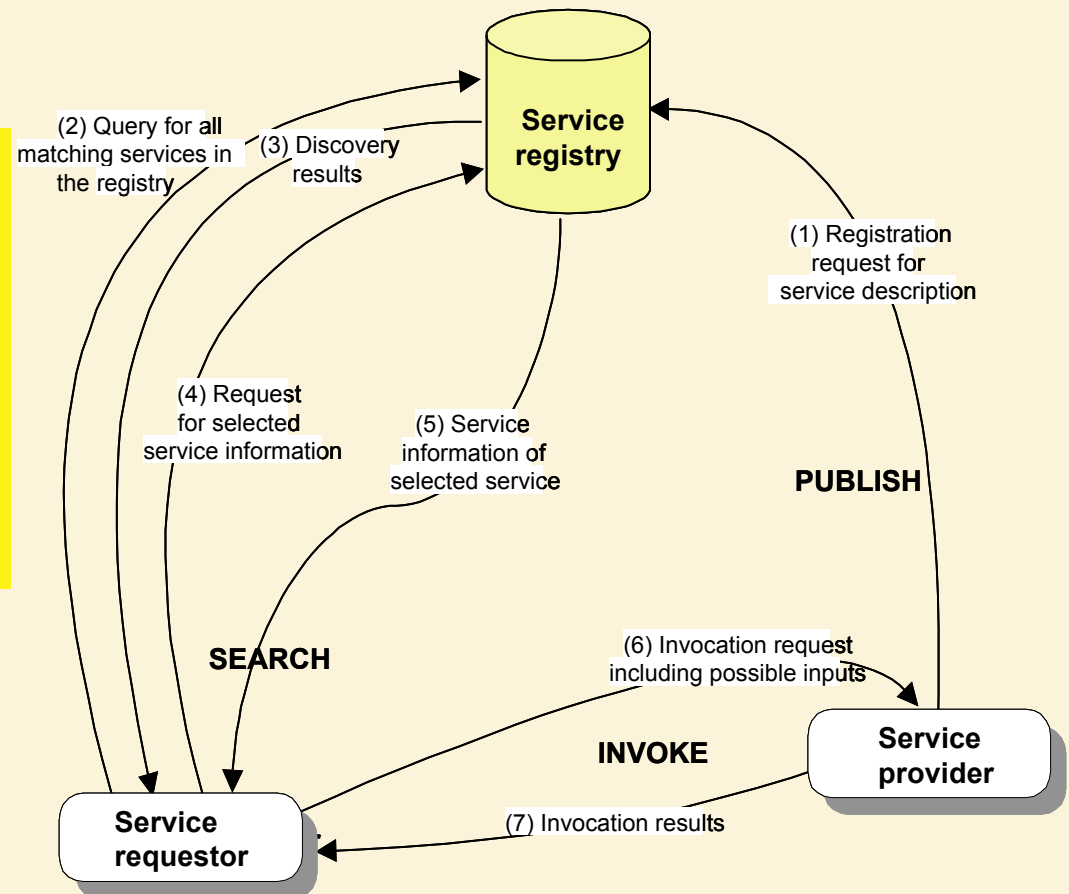 Service
registry
(2) Query for all
matching services in
the registry
(3) Discovery
results
(1) Registration
request for
service description
(4) Request
for selected
service information
(5) Service
information of
selected service
PUBLISH
SEARCH
(6) Invocation request
including possible inputs
INVOKE
Service
provider
(7) Invocation results
Service
requestor